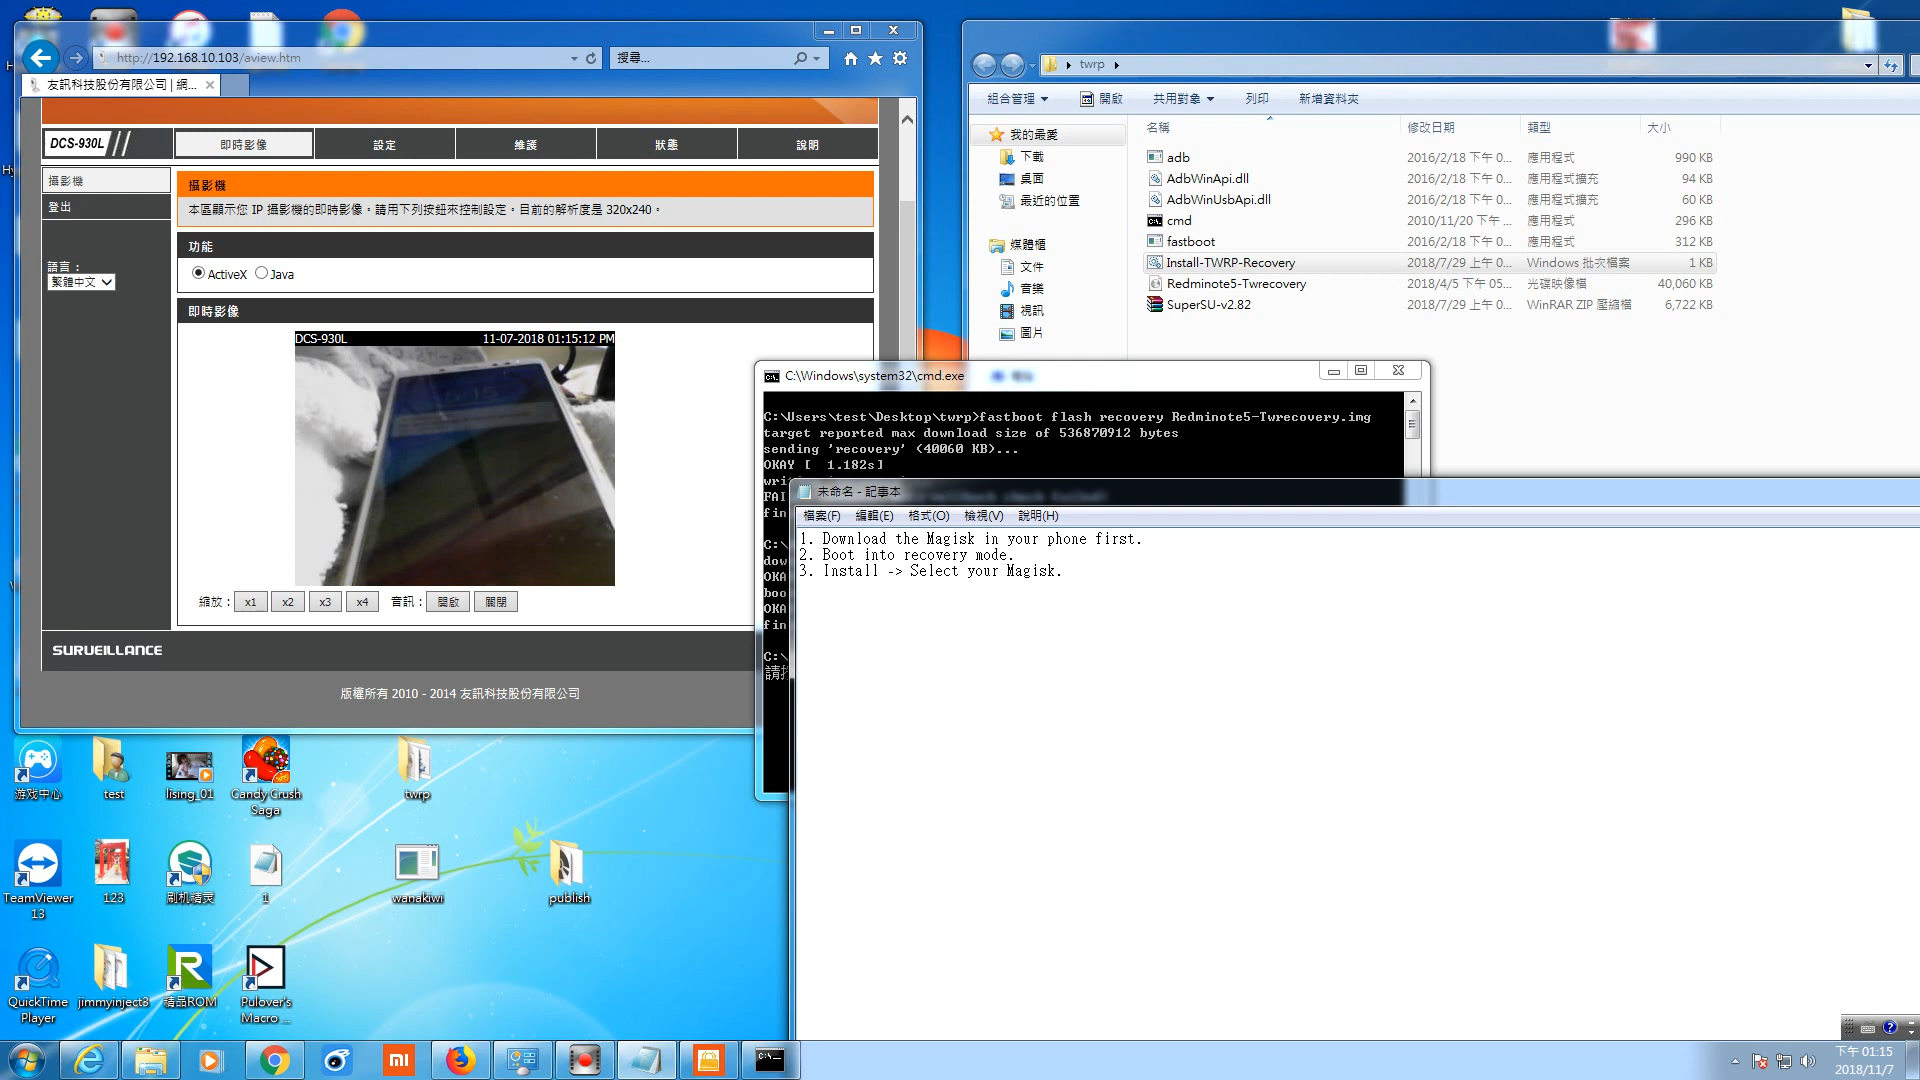 http://192.168.10.103/aview.htm
搜尋...
友訊科技股份有限公司 | 網...
DCS-930L
即時影像
設定
維護
狀態
說明
攝影機
登出
語言：
繁體中文
攝影機
本區顯示您 IP 攝影機的即時影像。請用下列按鈕來控制設定。目前的解析度是 320x240。
功能
ActiveX
Java
即時影像
DCS-930L
11-07-2018 01:15:12 PM
縮放：
x1
x2
x3
x4
音訊：
開啟
關閉
SURVEILLANCE
版權所有 2010 - 2014 友訊科技股份有限公司
twrp
組合管理
開啟
共用對象
列印
新增資料夾
我的最愛
下載
桌面
最近的位置
媒體櫃
文件
音樂
視訊
圖片
名稱
修改日期
類型
大小
adb 2016/2/18 下午 0... 應用程式 990 KB
AdbWinApi.dll 2016/2/18 下午 0... 應用程式擴充 94 KB
AdbWinUsbApi.dll 2016/2/18 下午 0... 應用程式擴充 60 KB
cmd 2010/11/20 下午 ... 應用程式 296 KB
fastboot 2016/2/18 下午 0... 應用程式 312 KB
Install-TWRP-Recovery 2018/7/29 上午 0... Windows 批次檔案 1 KB
Redminote5-Twrecovery 2018/4/5 下午 05... 光碟映像檔 40,060 KB
SuperSU-v2.82 2018/7/29 上午 0... WinRAR ZIP 壓縮檔 6,722 KB
C:\Windows\system32\cmd.exe
C:\Users\test\Desktop\twrp>fastboot flash recovery Redminote5-Twrecovery.img
target reported max download size of 536870912 bytes
sending 'recovery' (40060 KB)...
OKAY [  1.182s]
wri
FAI
fin
C:\
dow
OKA
boo
OKA
fin
C:\
未命名 - 記事本
檔案(F)
編輯(E)
格式(O)
檢視(V)
說明(H)
1. Download the Magisk in your phone first.
2. Boot into recovery mode.
3. Install -> Select your Magisk.
游戏中心
test
lising_01
Candy Crush
Saga
twrp
TeamViewer
13
123
刷机精灵
1
wanakiwi
publish
QuickTime
Player
jimmyinject3
精品ROM
Pulover's
Macro ...
下午 01:15
2018/11/7